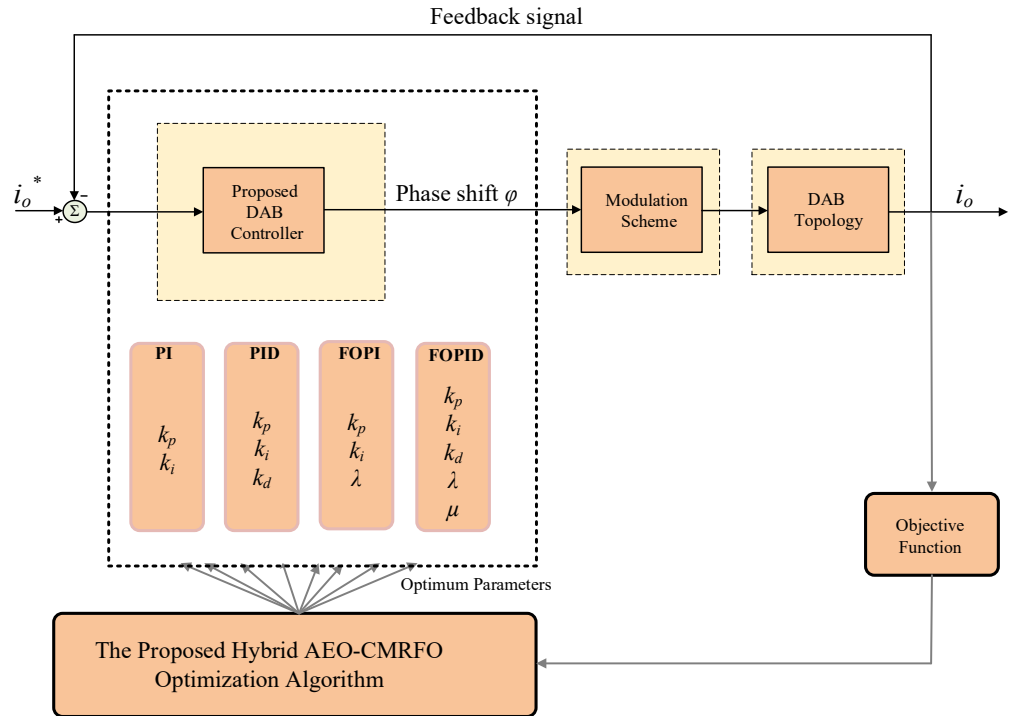 Feedback signal
i_o^*
−
+
Σ
Proposed
DAB
Controller
Phase shift φ
Modulation
Scheme
DAB
Topology
i_o
PI
k_p
k_i
PID
k_p
k_i
k_d
FOPI
k_p
k_i
λ
FOPID
k_p
k_i
k_d
λ
μ
Objective
Function
Optimum Parameters
The Proposed Hybrid AEO-CMRFO
Optimization Algorithm